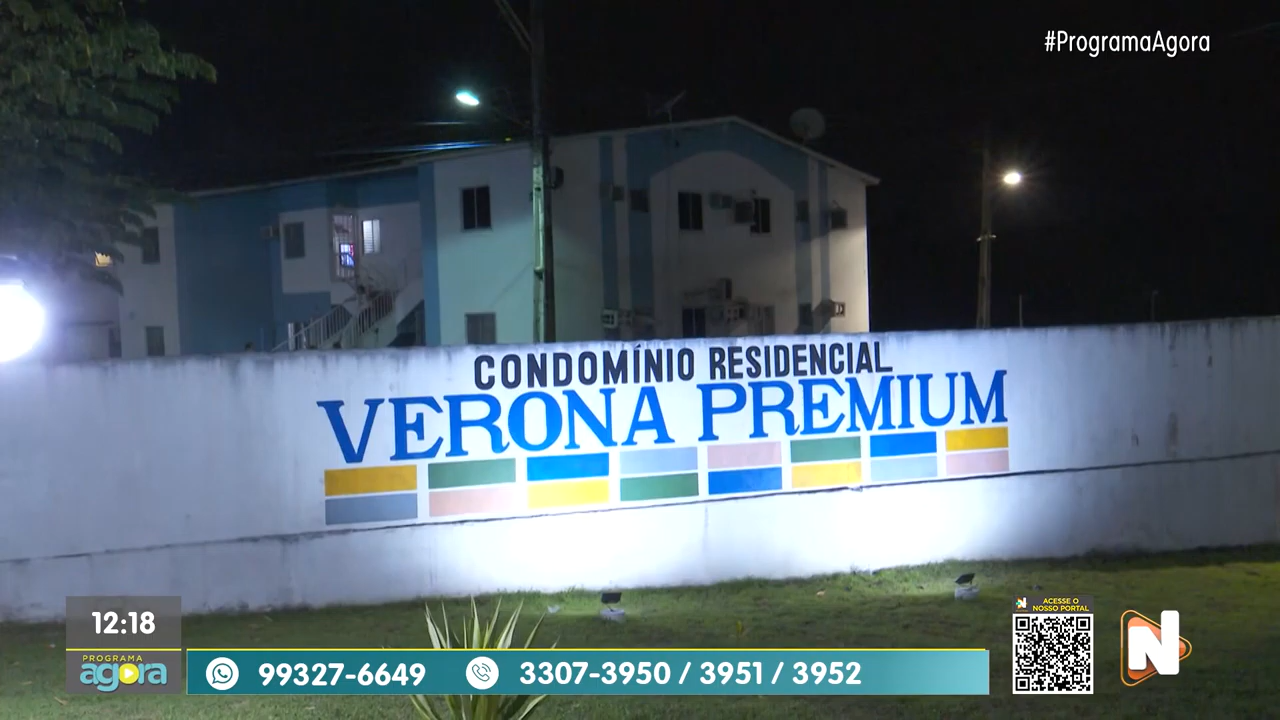 #ProgramaAgora
CONDOMÍNIO RESIDENCIAL
VERONA PREMIUM
12:18
PROGRAMA
agora
99327-6649
3307-3950 / 3951 / 3952
ACESSE O
NOSSO PORTAL
N